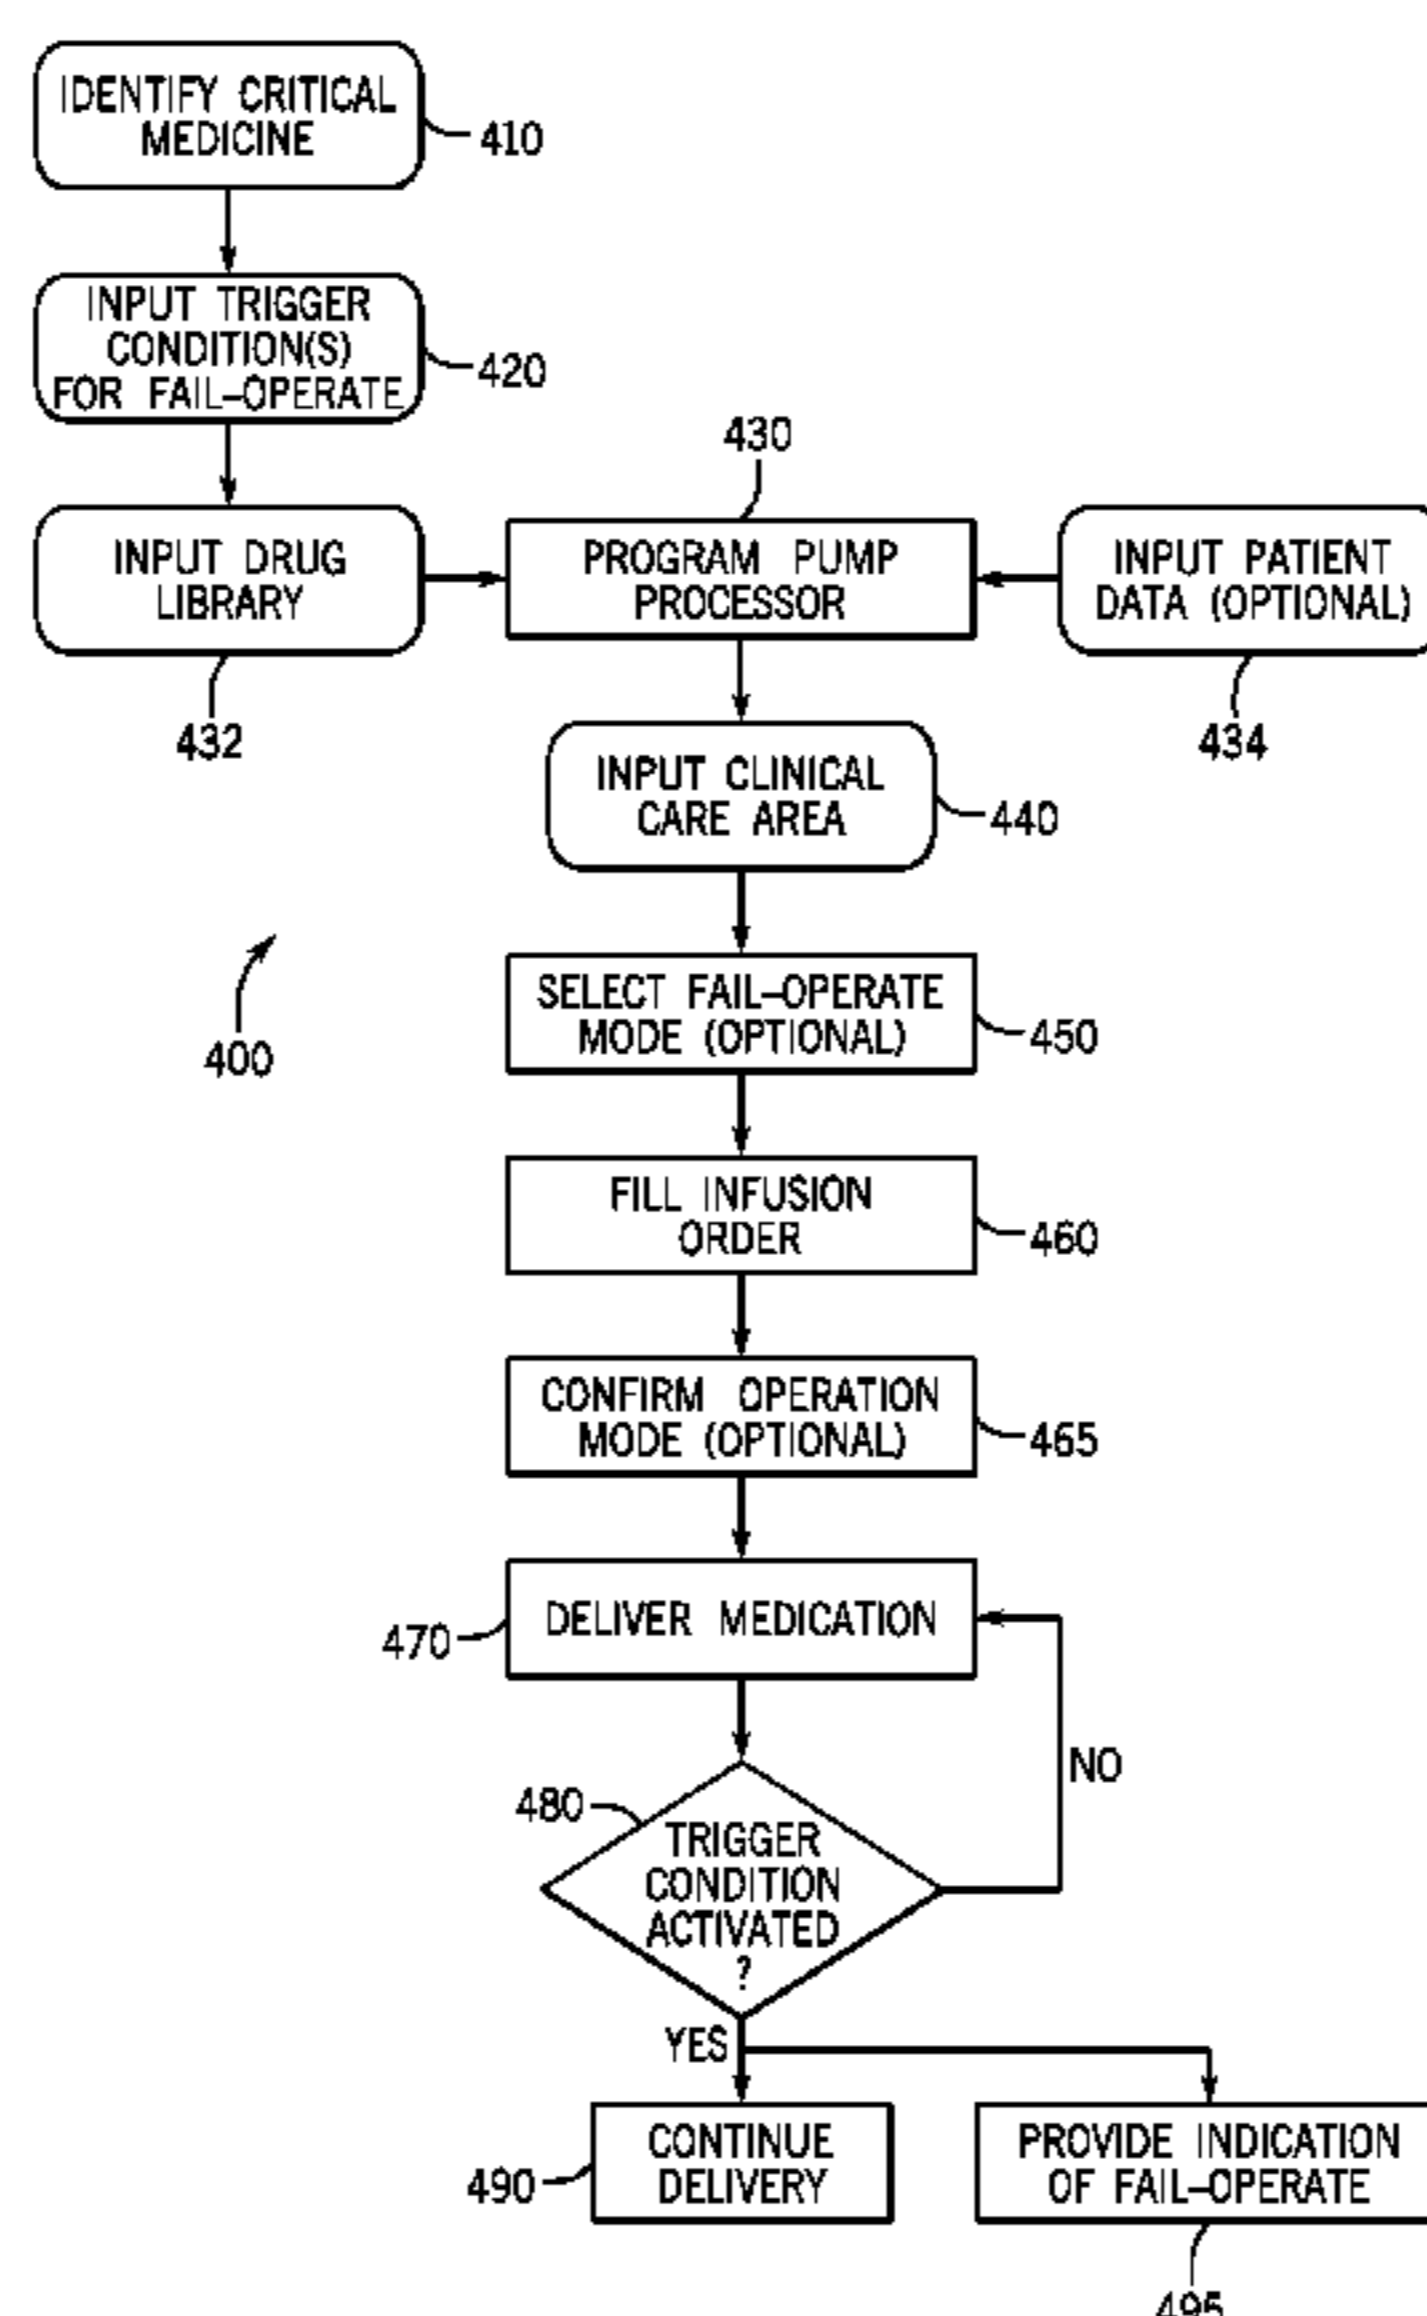 IDENTIFY CRITICAL
MEDICINE
410
INPUT TRIGGER
CONDITION(S)
FOR FAIL–OPERATE
420
430
INPUT DRUG
LIBRARY
432
PROGRAM PUMP
PROCESSOR
INPUT PATIENT
DATA (OPTIONAL)
434
INPUT CLINICAL
CARE AREA
440
400
SELECT FAIL–OPERATE
MODE (OPTIONAL)
450
FILL INFUSION
ORDER
460
CONFIRM OPERATION
MODE (OPTIONAL)
465
DELIVER MEDICATION
470
NO
480
TRIGGER
CONDITION
ACTIVATED
?
YES
CONTINUE
DELIVERY
490
PROVIDE INDICATION
OF FAIL–OPERATE
495